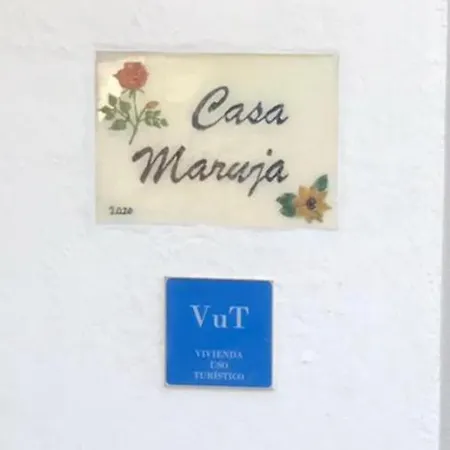 Casa
Maruja
2020
VuT
VIVIENDA
USO
TURÍSTICO